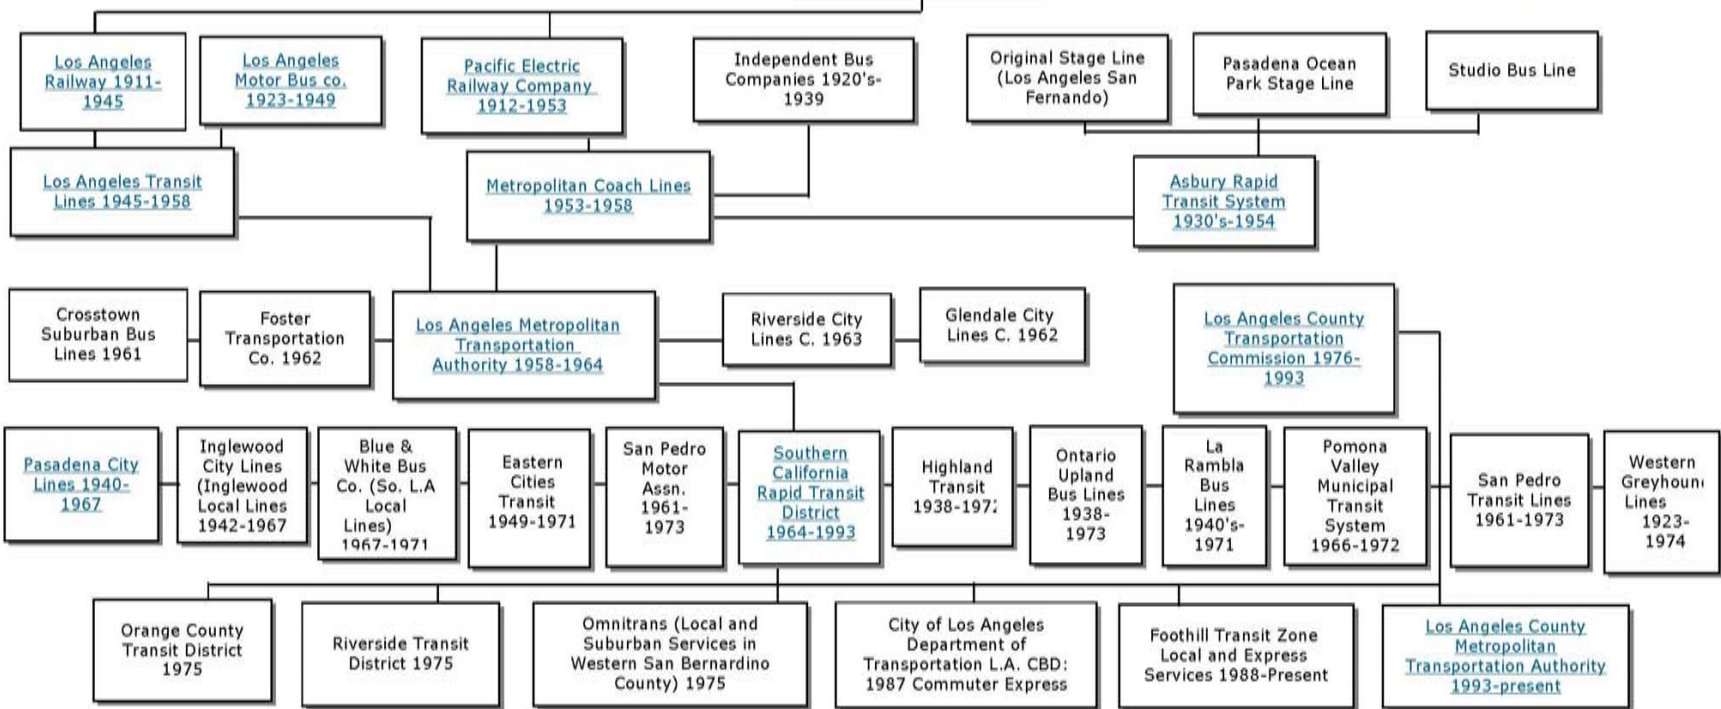 Los Angeles
Railway 1911-
1945
Los Angeles
Motor Bus co.
1923-1949
Pacific Electric
Railway Company
1912-1953
Independent Bus
Companies 1920's-
1939
Original Stage Line
(Los Angeles San
Fernando)
Pasadena Ocean
Park Stage Line
Studio Bus Line
Los Angeles Transit
Lines 1945-1958
Metropolitan Coach Lines
1953-1958
Asbury Rapid
Transit System
1930's-1954
Crosstown
Suburban Bus
Lines 1961
Foster
Transportation
Co. 1962
Los Angeles Metropolitan
Transportation
Authority 1958-1964
Riverside City
Lines C. 1963
Glendale City
Lines C. 1962
Los Angeles County
Transportation
Commission 1976-
1993
Pasadena City
Lines 1940-
1967
Inglewood
City Lines
(Inglewood
Local Lines
1942-1967
Blue &
White Bus
Co. (So. L.A
Local
Lines)
1967-1971
Eastern
Cities
Transit
1949-1971
San Pedro
Motor
Assn.
1961-
1973
Southern
California
Rapid Transit
District
1964-1993
Highland
Transit
1938-197
Ontario
Upland
Bus Lines
1938-
1973
La
Rambla
Bus
Lines
1940's-
1971
Pomona
Valley
Municipal
Transit
System
1966-1972
San Pedro
Transit Lines
1961-1973
Western
Greyhoun
Lines
1923-
1974
Orange County
Transit District
1975
Riverside Transit
District 1975
Omnitrans (Local and
Suburban Services in
Western San Bernardino
County) 1975
City of Los Angeles
Department of
Transportation L.A. CBD:
1987 Commuter Express
Foothill Transit Zone
Local and Express
Services 1988-Present
Los Angeles County
Metropolitan
Transportation Authority
1993-present